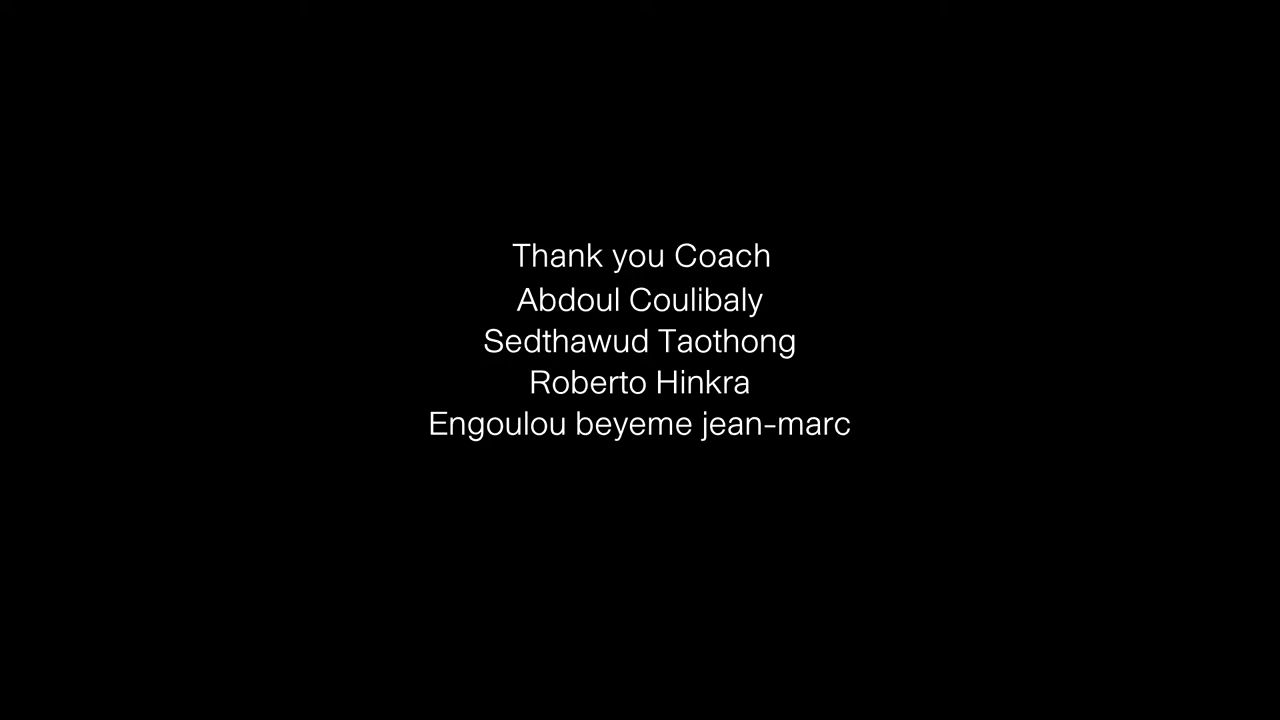 Thank you Coach
Abdoul Coulibaly
Sedthawud Taothong
Roberto Hinkra
Engoulou beyeme jean-marc